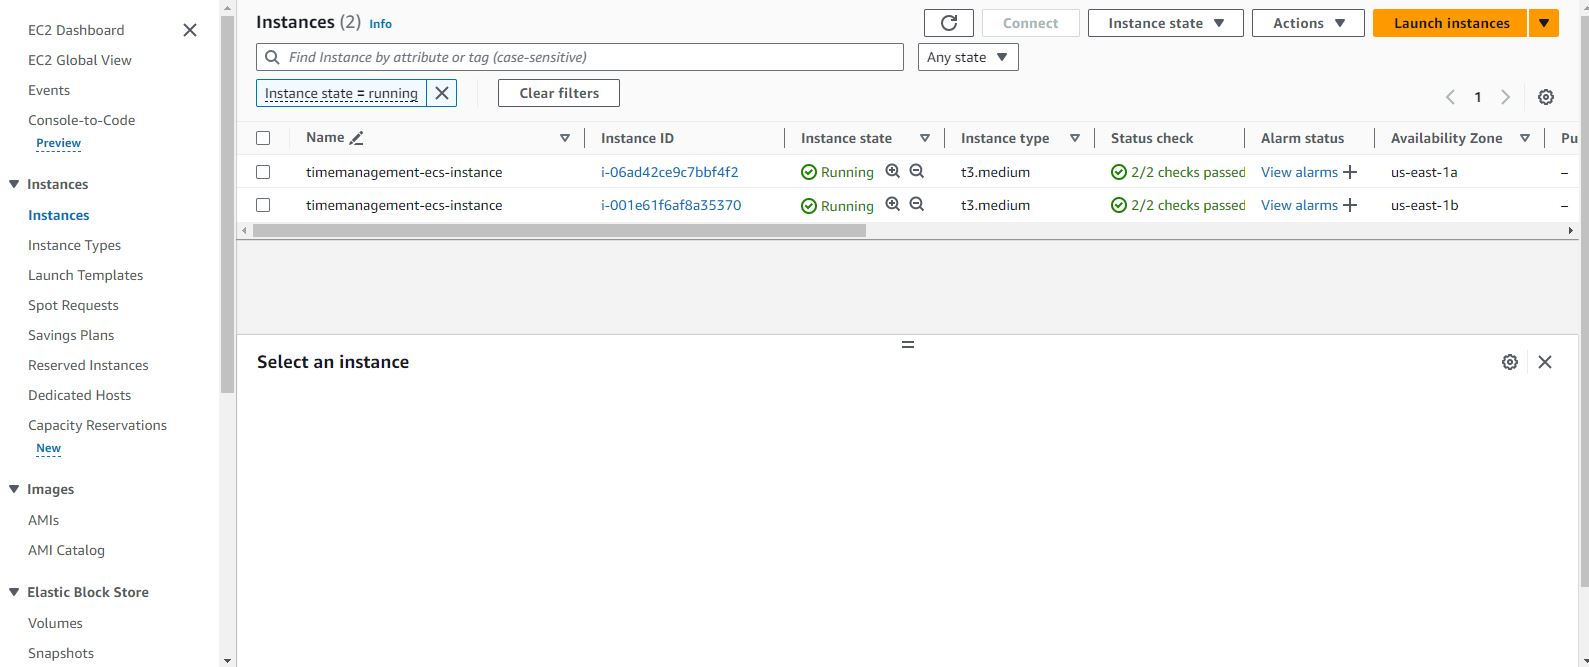 EC2 Dashboard
EC2 Global View
Events
Console-to-Code
Preview
Instances
Instances
Instance Types
Launch Templates
Spot Requests
Savings Plans
Reserved Instances
Dedicated Hosts
Capacity Reservations
New
Images
AMIs
AMI Catalog
Elastic Block Store
Volumes
Snapshots
Instances (2) Info
Connect Instance state Actions Launch instances
Find Instance by attribute or tag (case-sensitive) Any state
Instance state = running Clear filters
1
Name Instance ID Instance state Instance type Status check Alarm status Availability Zone Pu
timemanagement-ecs-instance i-06ad42ce9c7bbf4f2 Running t3.medium 2/2 checks passed View alarms + us-east-1a –
timemanagement-ecs-instance i-001e61f6af8a35370 Running t3.medium 2/2 checks passed View alarms + us-east-1b –
Select an instance